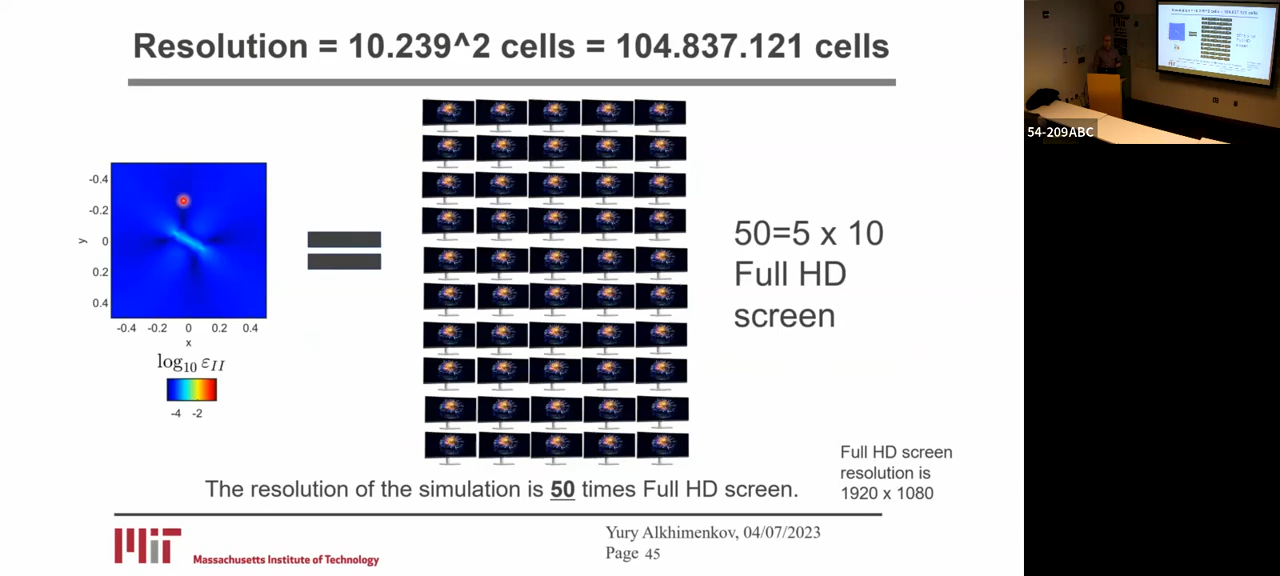 Resolution = 10.239^2 cells = 104.837.121 cells
-0.4
-0.2
y
0
0.2
0.4
-0.4 -0.2 0 0.2 0.4
x
log₁₀ εII
-4 -2
50=5 x 10
Full HD
screen
Full HD screen
resolution is
1920 x 1080
The resolution of the simulation is 50 times Full HD screen.
MIT
Massachusetts Institute of Technology
Yury Alkhimenkov, 04/07/2023
Page 45
54-209ABC